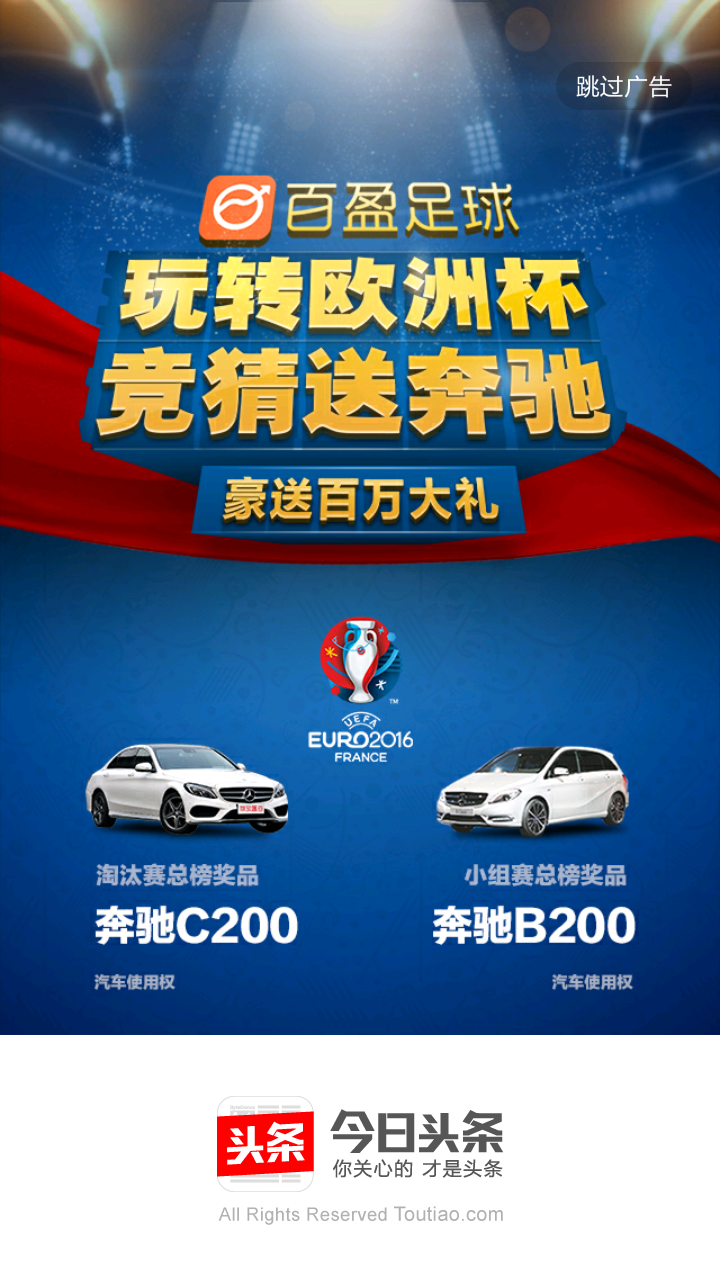 跳过广告
百盈足球
玩转欧洲杯
竞猜送奔驰
豪送百万大礼
TM
UEFA
EURO2016
FRANCE
淘汰赛总榜奖品
小组赛总榜奖品
奔驰C200
奔驰B200
汽车使用权
汽车使用权
头条
今日头条
你关心的 才是头条
All Rights Reserved Toutiao.com